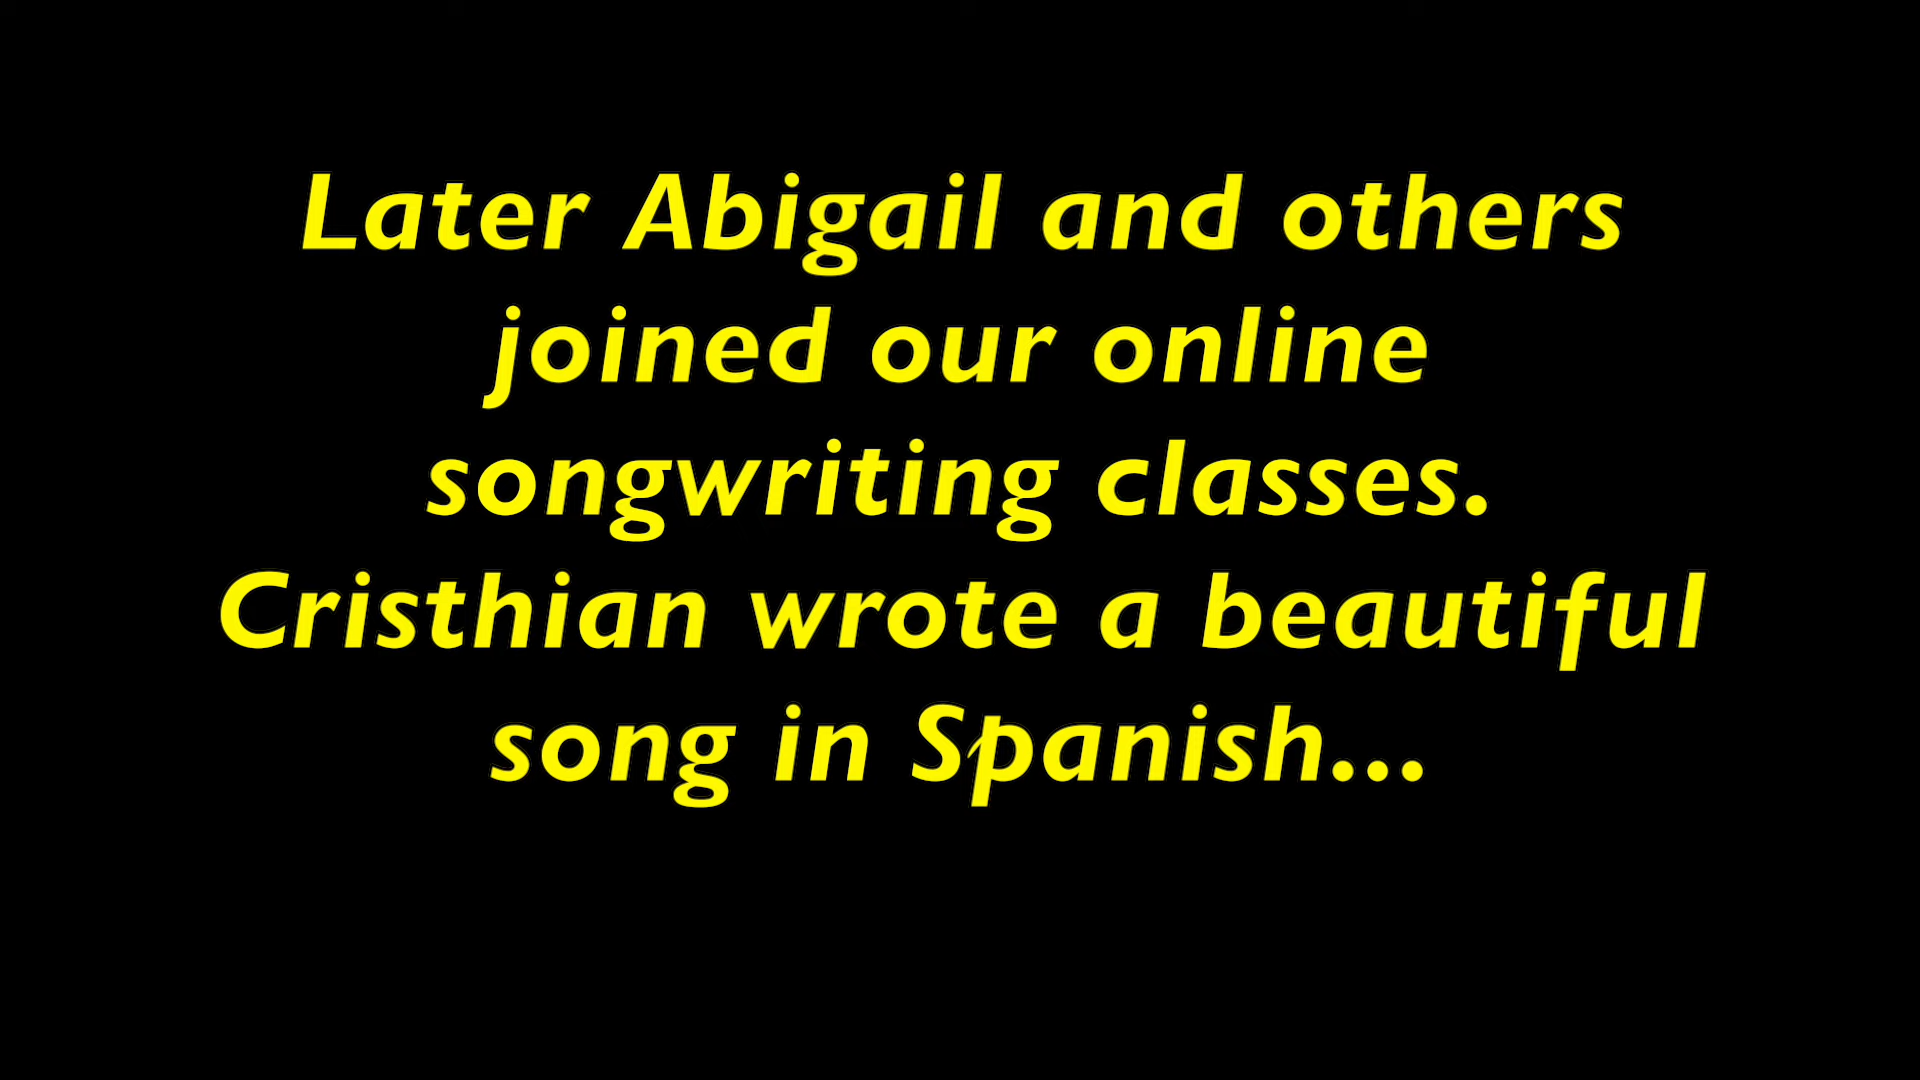 Later Abigail and others
joined our online
songwriting classes.
Cristhian wrote a beautiful
song in Spanish...